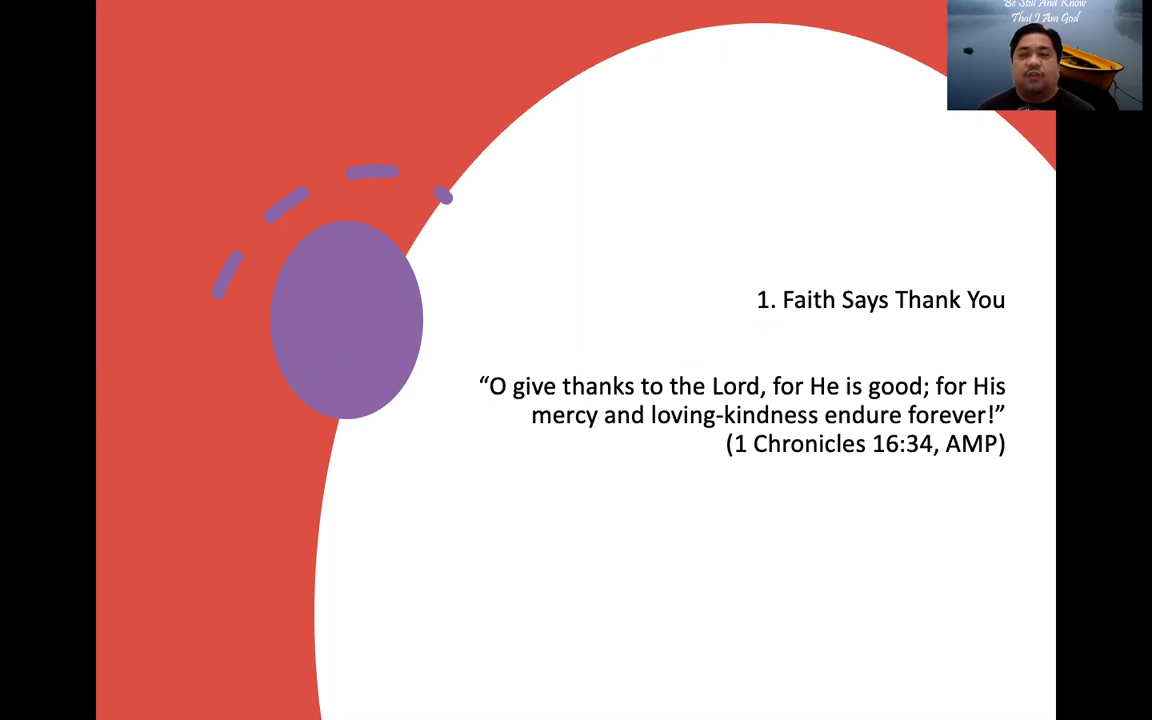 Be Still And Know
That I Am God
1. Faith Says Thank You
“O give thanks to the Lord, for He is good; for His
mercy and loving-kindness endure forever!”
(1 Chronicles 16:34, AMP)